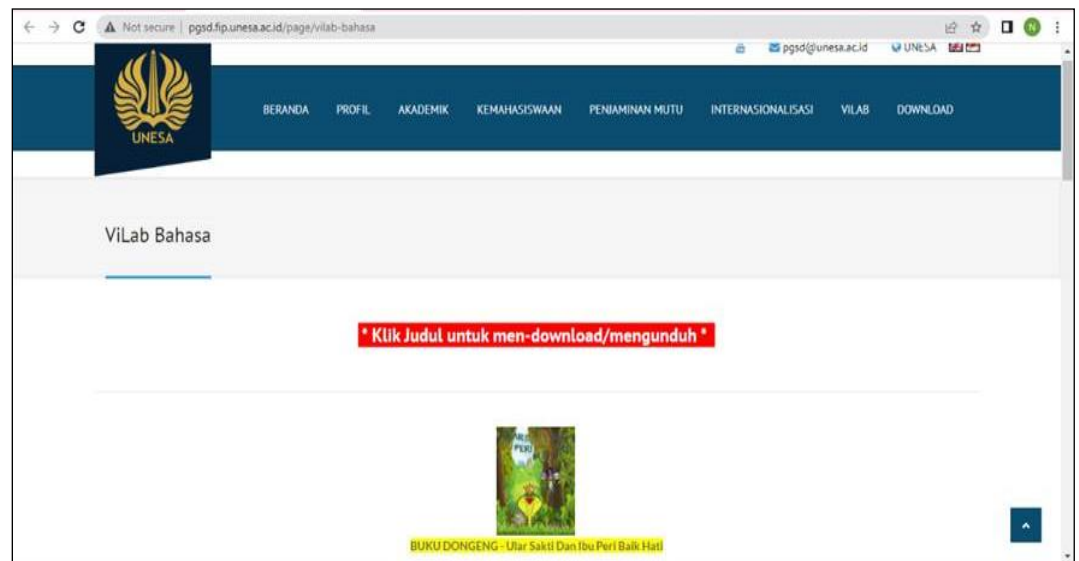 Not secure | pgsd.fip.unesa.ac.id/page/vilab-bahasa
N
pgsd@unesa.ac.id UNESA
UNESA
BERANDA PROFIL AKADEMIK KEMAHASISWAAN PENJAMINAN MUTU INTERNASIONALISASI VILAB DOWNLOAD
ViLab Bahasa
* Klik Judul untuk men-download/mengunduh *
PERI
BUKU DONGENG - Ular Sakti Dan Ibu Peri Baik Hati